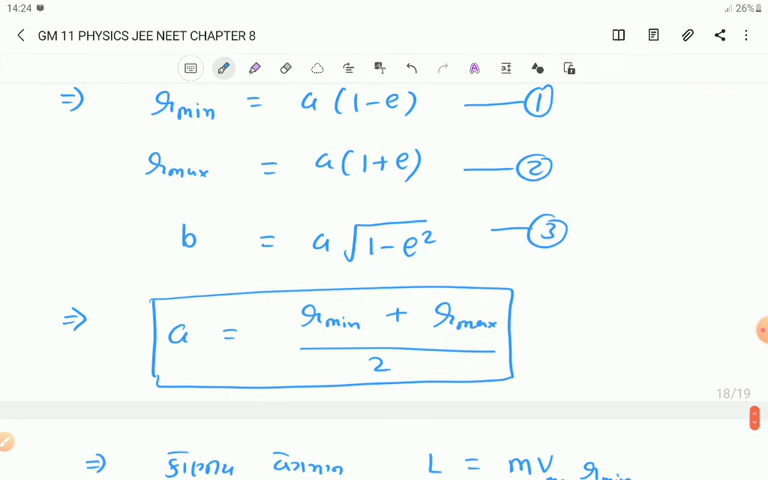 14:24 26%
GM 11 PHYSICS JEE NEET CHAPTER 8
⇒ r_min = a(1-e) ——①
r_max = a(1+e) ——②
b = a√(1-e²) ——③
⇒ a = (r_min + r_max)/2
18/19
⇒ L = mv r_min